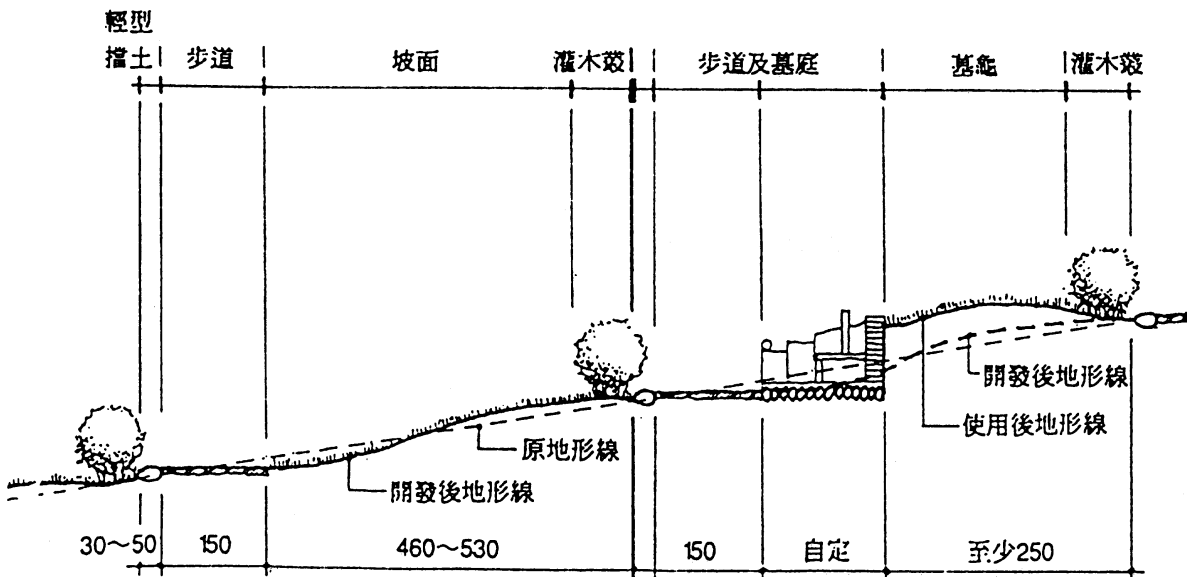 輕型
擋土 步道 坡面 灌木叢 步道及墓庭 墓龜 灌木叢
開發後地形線
使用後地形線
原地形線
開發後地形線
30～50 150 460～530 150 自定 至少250